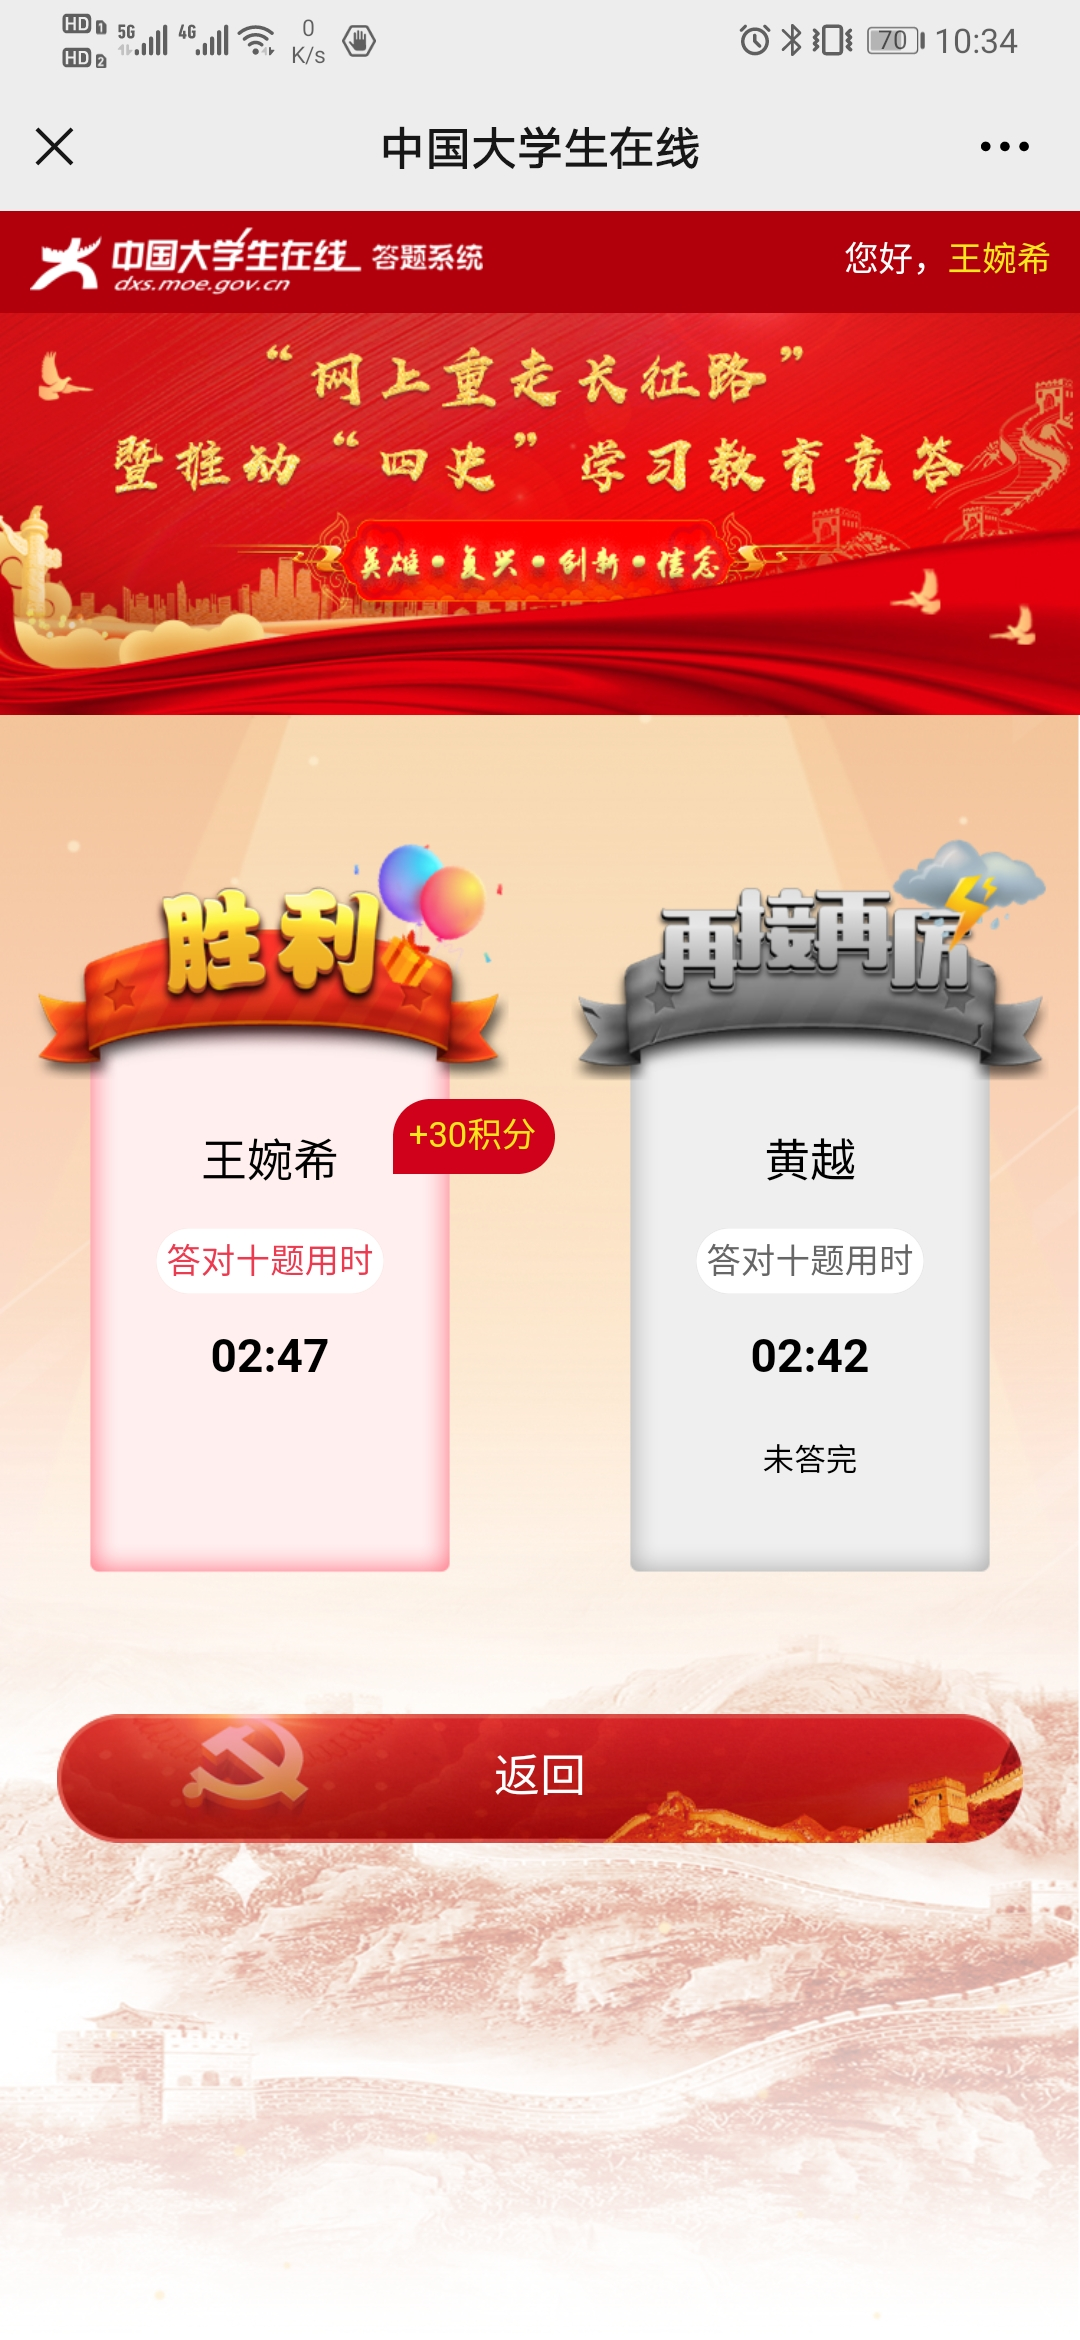 HD 1 5G 4G 0 K/s 70 10:34
HD 2
中国大学生在线
中国大学生在线 答题系统 您好，王婉希
dxs.moe.gov.cn
“网上重走长征路”
暨推动“四史”学习教育竞答
英雄·复兴·创新·信念
胜利 再接再厉
+30积分
王婉希 黄越
答对十题用时 答对十题用时
02:47 02:42
未答完
返回